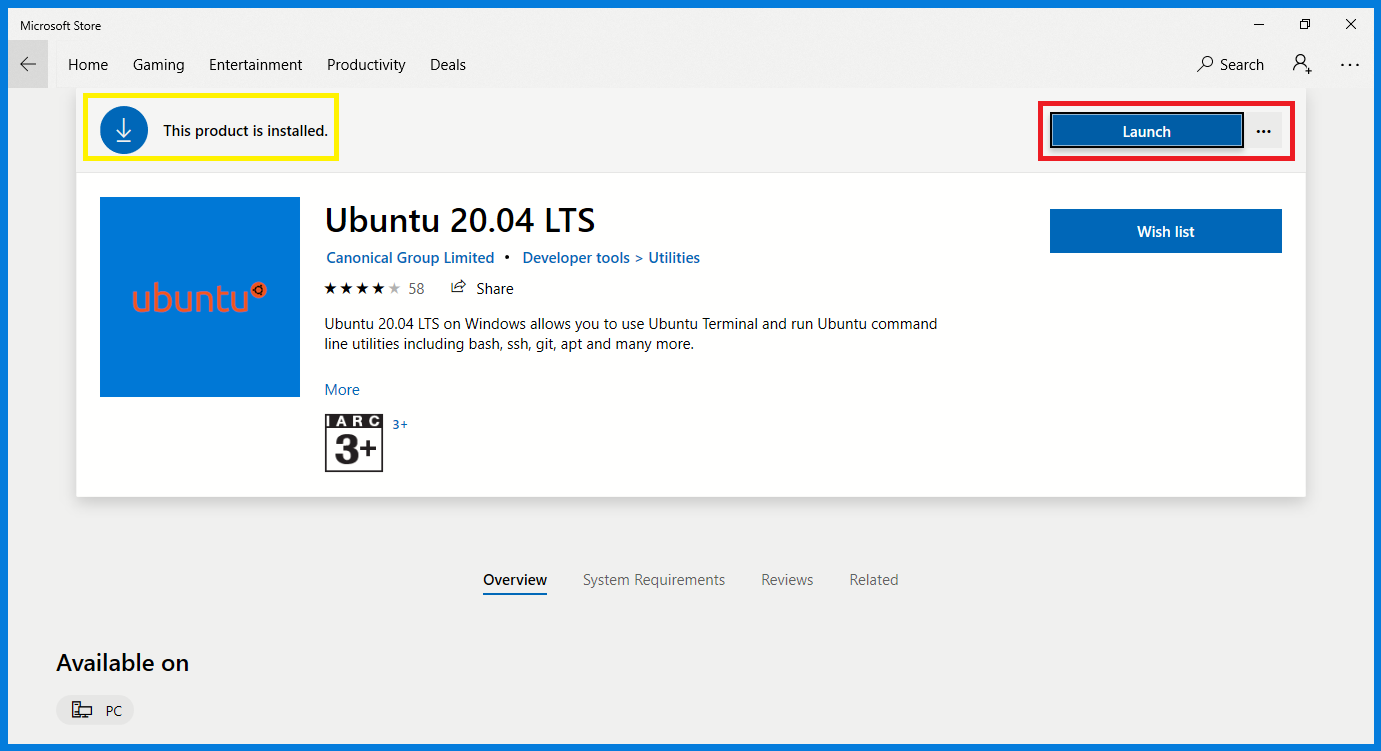 Microsoft Store
Home Gaming Entertainment Productivity Deals Search
This product is installed. Launch
Ubuntu 20.04 LTS
Wish list
Canonical Group Limited • Developer tools > Utilities
58 Share
ubuntu
Ubuntu 20.04 LTS on Windows allows you to use Ubuntu Terminal and run Ubuntu command
line utilities including bash, ssh, git, apt and many more.
More
IARC
3+
3+
Overview System Requirements Reviews Related
Available on
PC